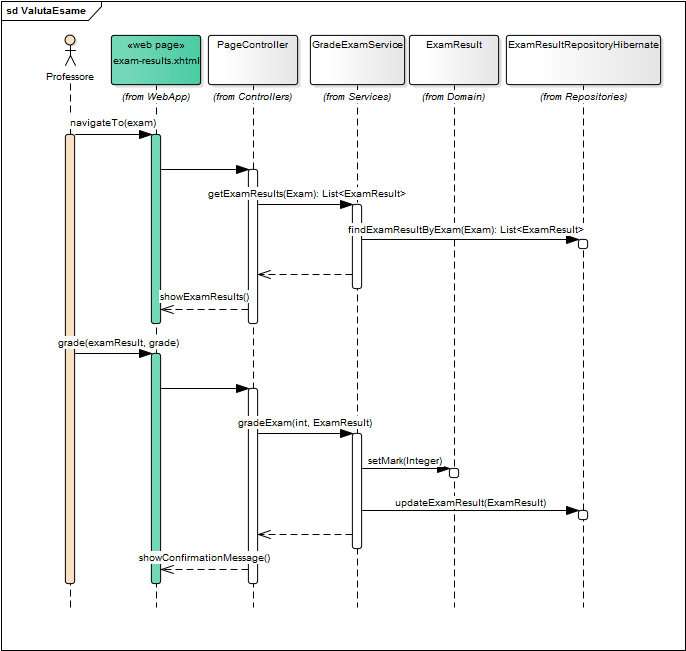 sd ValutaEsame
Professore
«web page»
exam-results.xhtml
(from WebApp)
PageController
(from Controllers)
GradeExamService
(from Services)
ExamResult
(from Domain)
ExamResultRepositoryHibernate
(from Repositories)
navigateTo(exam)
getExamResults(Exam): List<ExamResult>
findExamResultByExam(Exam): List<ExamResult>
showExamResults()
grade(examResult, grade)
gradeExam(int, ExamResult)
setMark(Integer)
updateExamResult(ExamResult)
showConfirmationMessage()